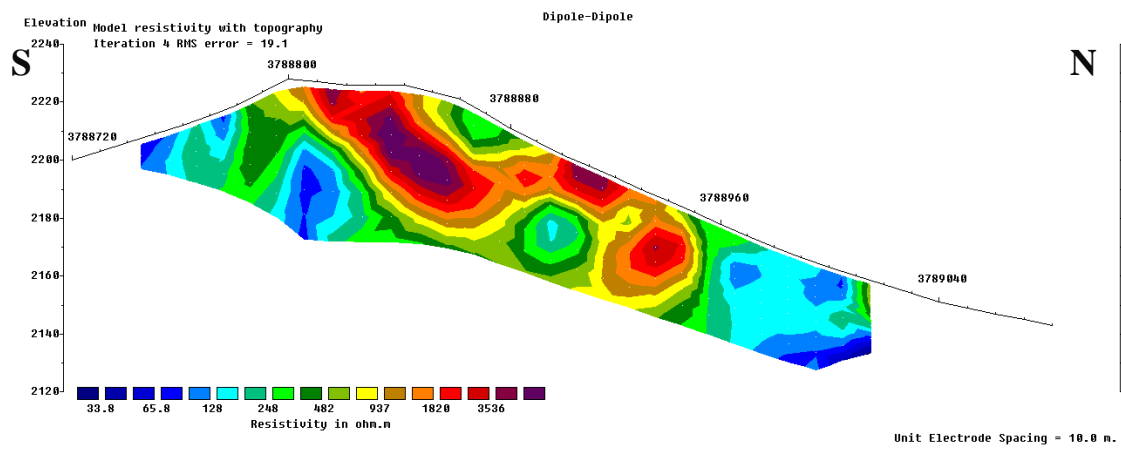 Dipole-Dipole
Elevation
Model resistivity with topography
Iteration 4 RMS error = 19.1
2240
S
N
3788800
2220
3788880
3788720
2200
3788960
2180
2160
3789040
2140
2120
33.8 65.8 128 248 482 937 1820 3536
Resistivity in ohm.m
Unit Electrode Spacing = 10.0 m.